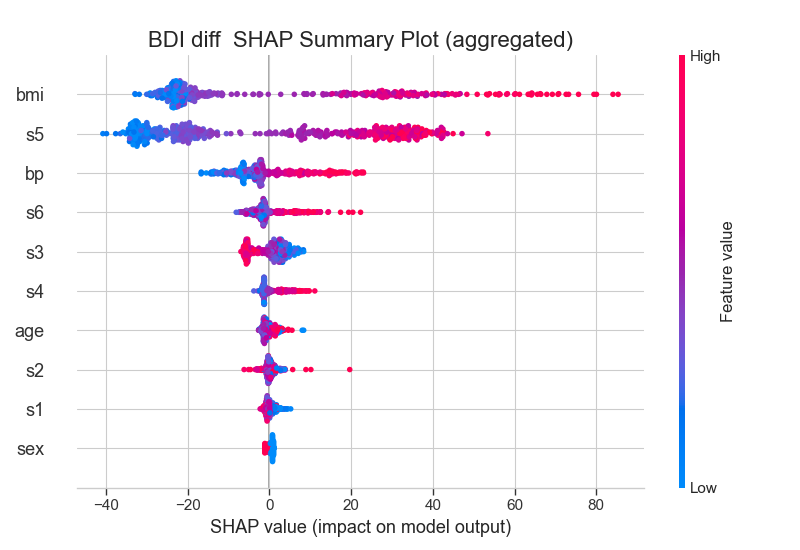 BDI diff  SHAP Summary Plot (aggregated)
High
bmi
s5
bp
s6
s3
s4
age
s2
s1
sex
Feature value
Low
−40 −20 0 20 40 60 80
SHAP value (impact on model output)